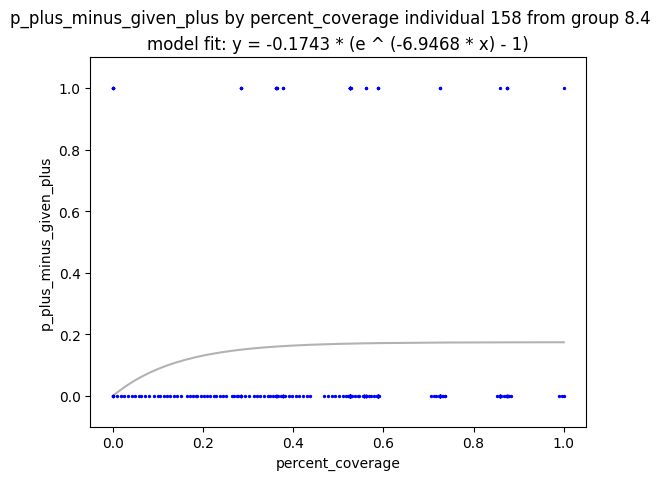 p_plus_minus_given_plus by percent_coverage individual 158 from group 8.4
model fit: y = -0.1743 * (e ^ (-6.9468 * x) - 1)
p_plus_minus_given_plus
1.0
0.8
0.6
0.4
0.2
0.0
0.0 0.2 0.4 0.6 0.8 1.0
percent_coverage